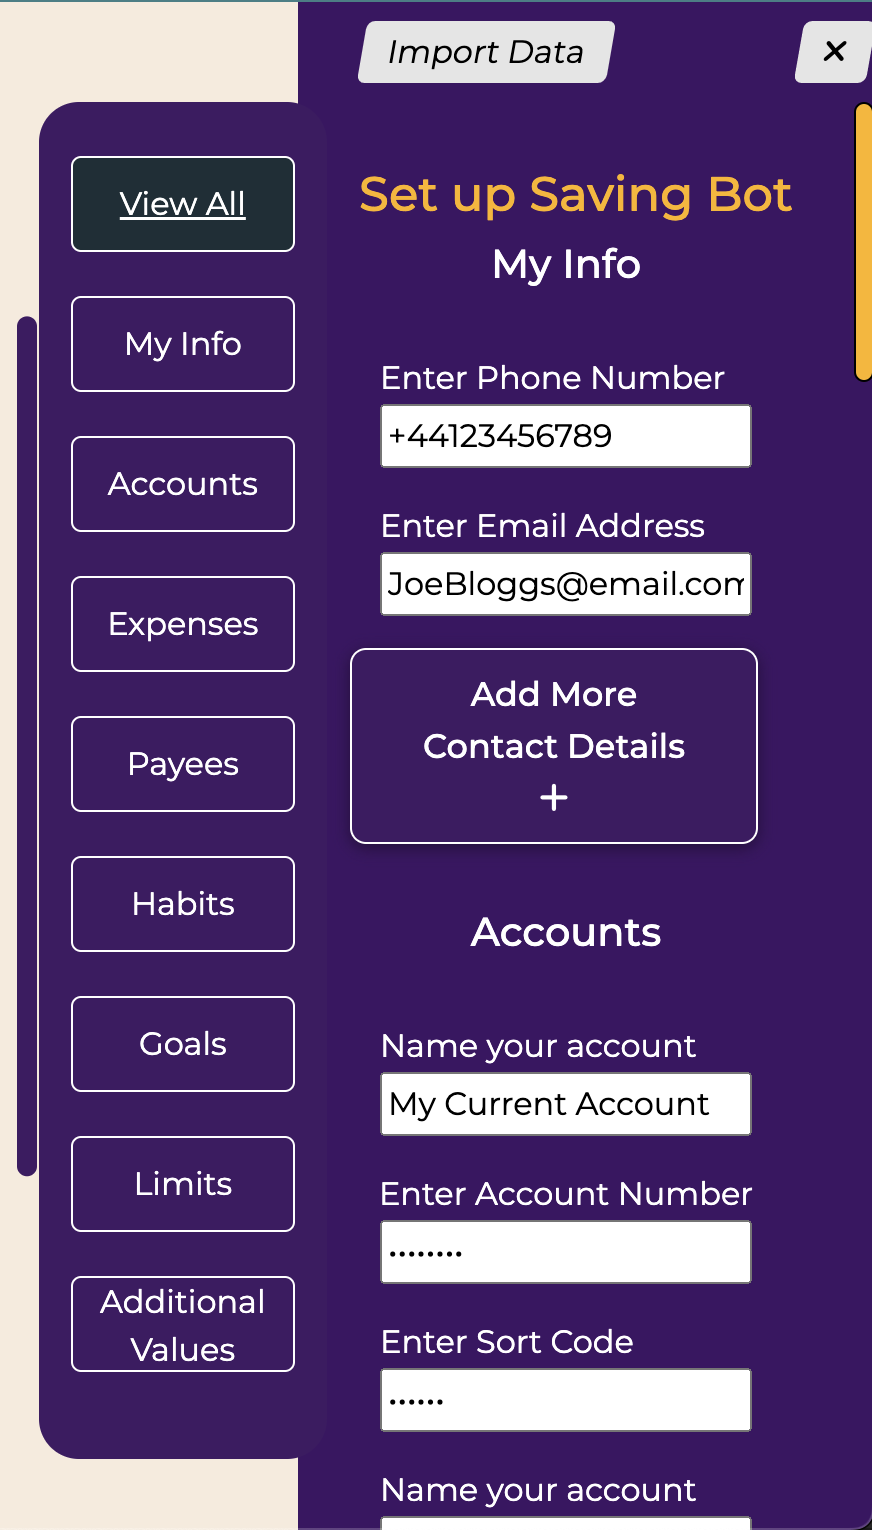 Import Data
×
View All
My Info
Accounts
Expenses
Payees
Habits
Goals
Limits
Additional
Values
Set up Saving Bot
My Info
Enter Phone Number
+44123456789
Enter Email Address
JoeBloggs@email.com
Add More
Contact Details
+
Accounts
Name your account
My Current Account
Enter Account Number
••••••••
Enter Sort Code
••••••
Name your account